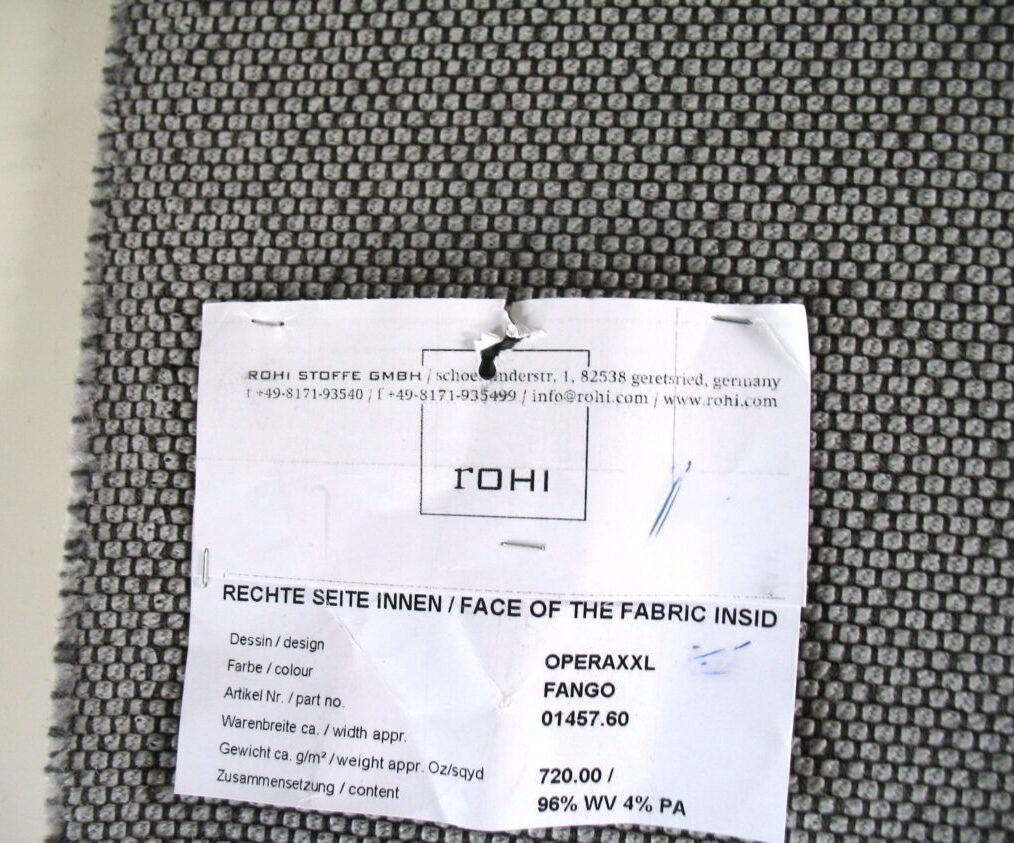 ROHI STOFFE GMBH / 1, 82538 geretsried, germany
t +49-8171-93540 / f +49-8171-935499 / info@rohi.com / www.rohi.com
rOHI
RECHTE SEITE INNEN / FACE OF THE FABRIC INSID
Dessin / design OPERAXXL
Farbe / colour FANGO
Artikel Nr. / part no. 01457.60
Warenbreite ca. / width appr.
Gewicht ca. g/m² / weight appr. Oz/sqyd 720.00 /
Zusammensetzung / content 96% WV 4% PA